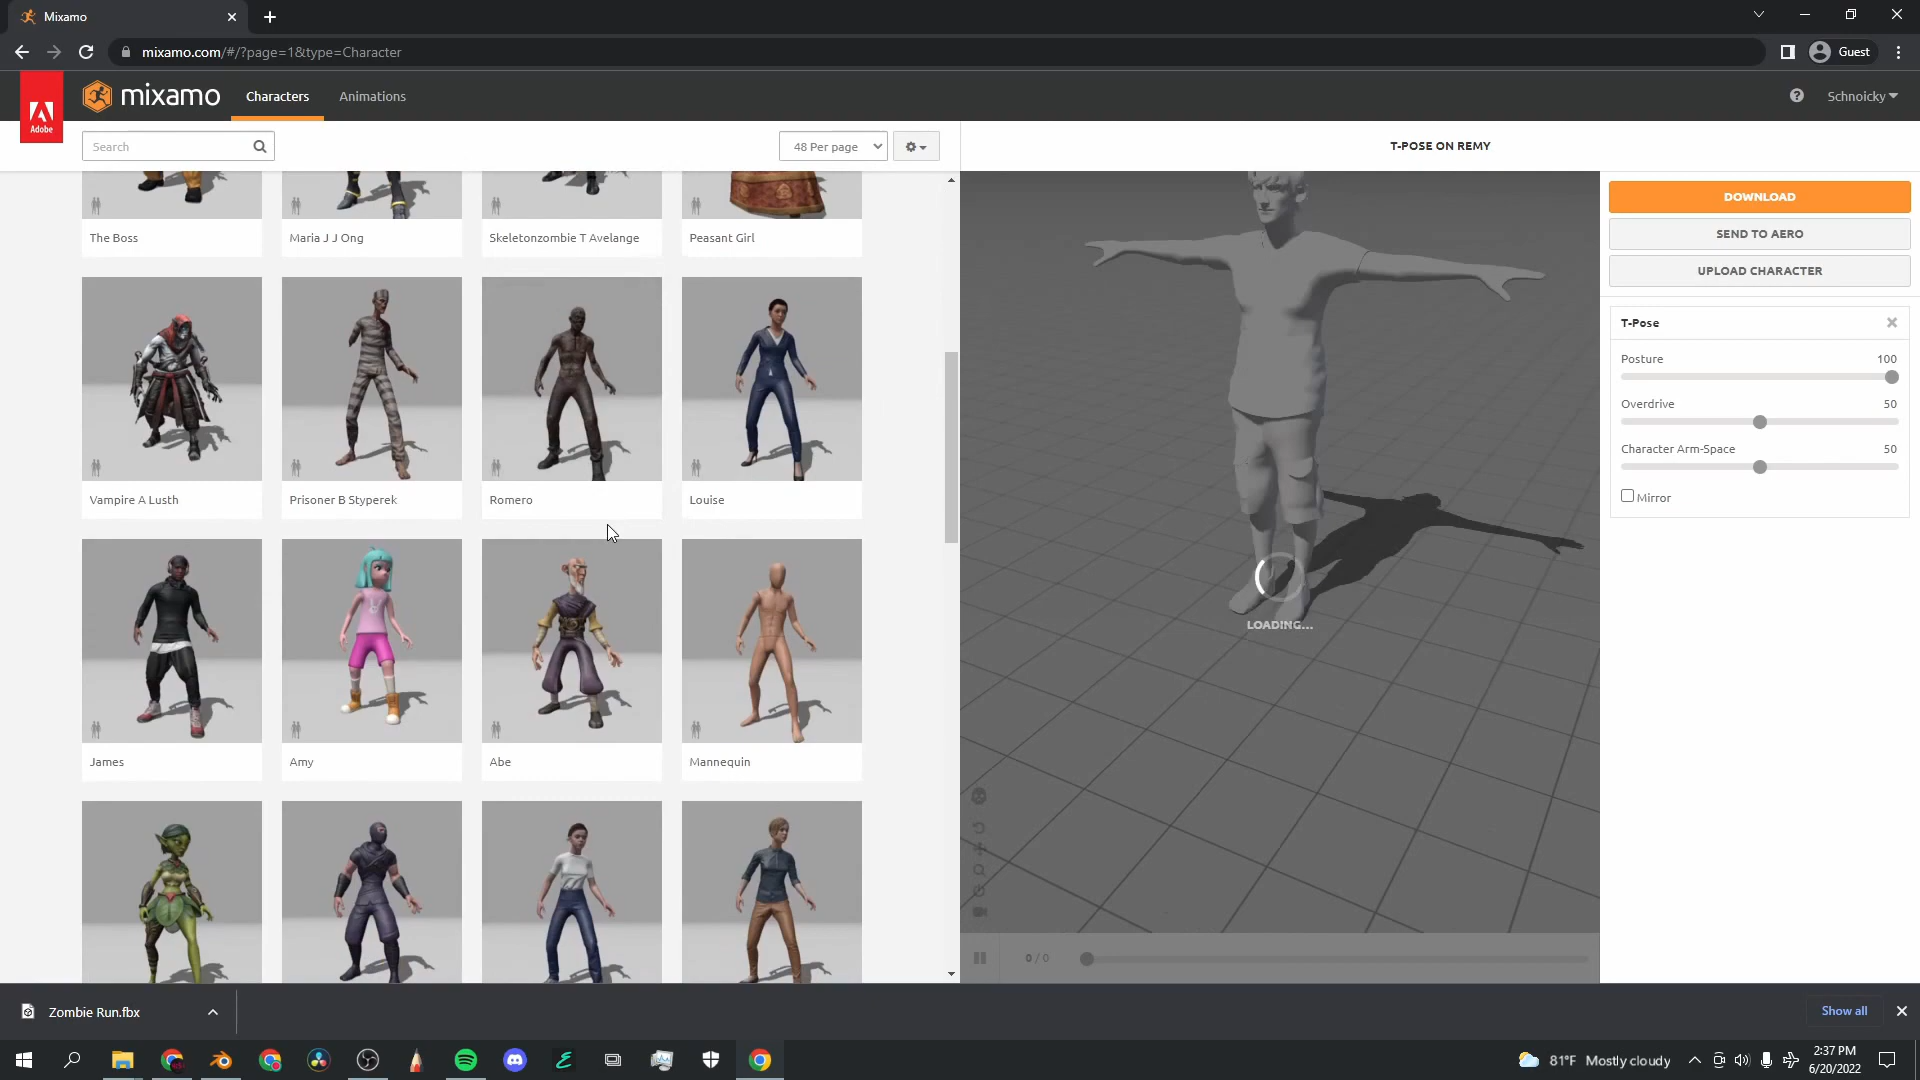 Mixamo
mixamo.com/#/?page=1&type=Character
Guest
Adobe
mixamo
Characters
Animations
Schnoicky
Search
48 Per page
T-POSE ON REMY
The Boss
Maria J J Ong
Skeletonzombie T Avelange
Peasant Girl
Vampire A Lusth
Prisoner B Styperek
Romero
Louise
James
Amy
Abe
Mannequin
LOADING...
0 / 0
DOWNLOAD
SEND TO AERO
UPLOAD CHARACTER
T-Pose
Posture 100
Overdrive 50
Character Arm-Space 50
Mirror
Zombie Run.fbx
Show all
81°F Mostly cloudy
2:37 PM
6/20/2022